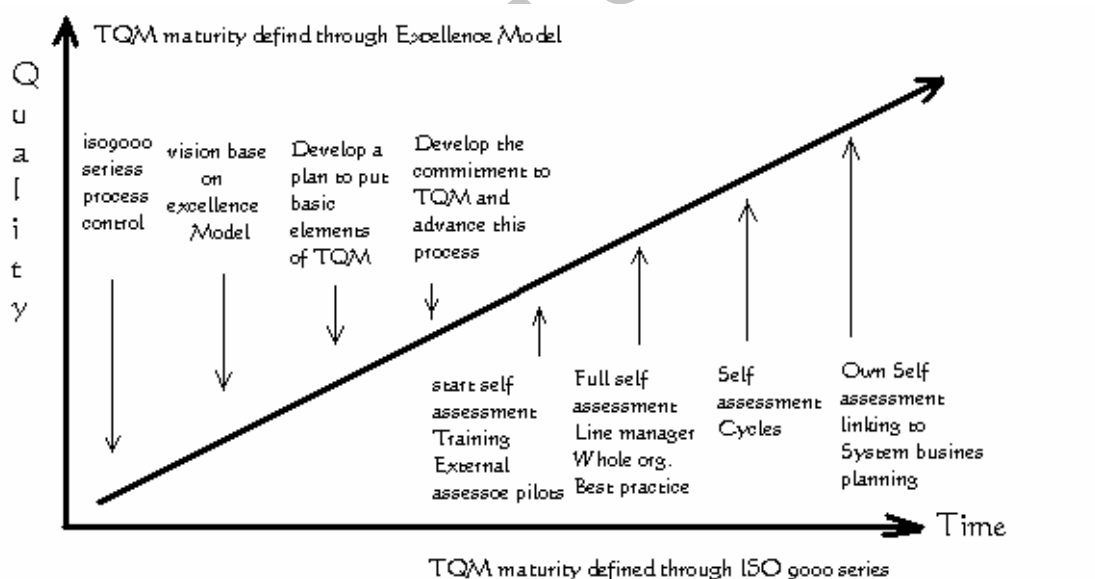 TQM maturity defind through Excellence Model
Quality
iso9000
seriess
process
control
vision base
on
excellence
Model
Develop a
plan to put
basic
elements
of TQM
Develop the
commitment to
TQM and
advance this
process
start self
assessment
Training
External
assessoe pilots
Full self
assessment
Line manager
Whole org.
Best practice
Self
assessment
Cycles
Own Self
assessment
linking to
System busines
planning
Time
TQM maturity defined through ISO 9000 series